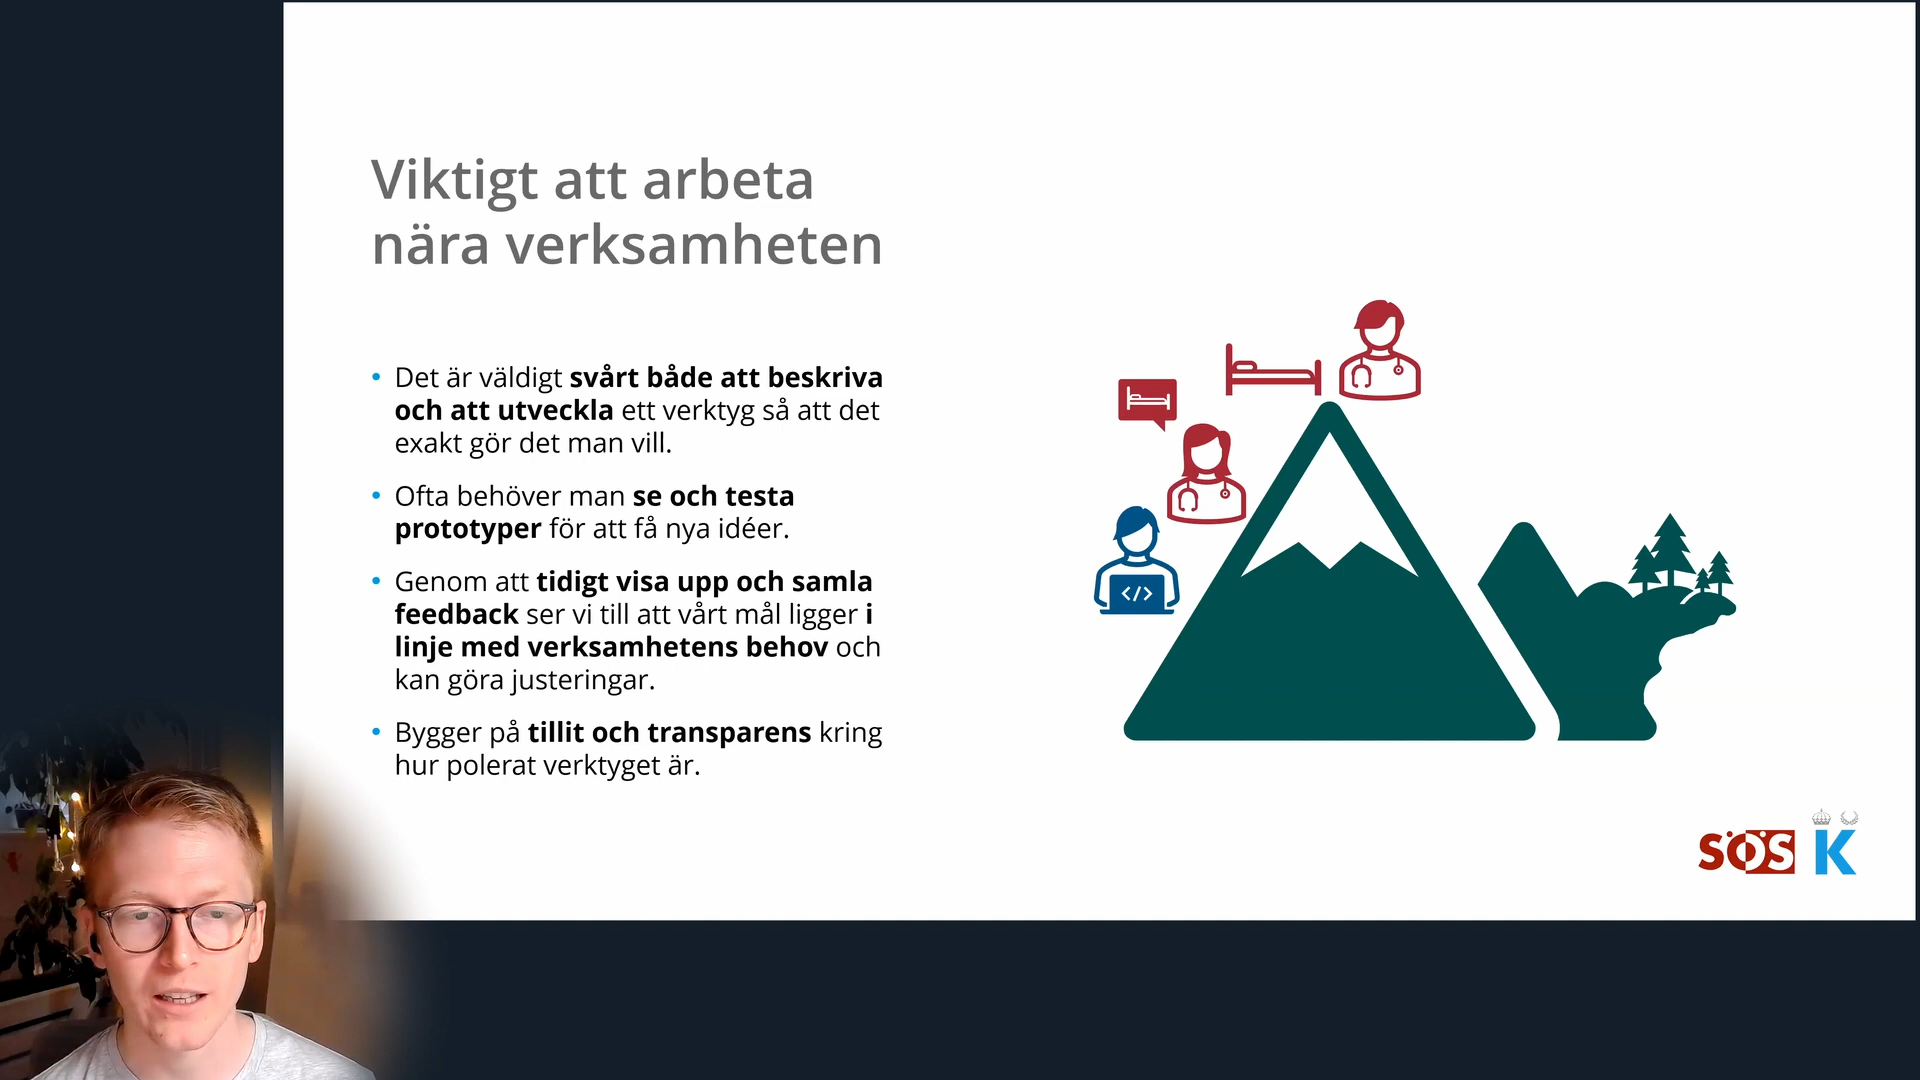 Viktigt att arbeta
nära verksamheten
• Det är väldigt svårt både att beskriva
och att utveckla ett verktyg så att det
exakt gör det man vill.
• Ofta behöver man se och testa
prototyper för att få nya idéer.
• Genom att tidigt visa upp och samla
feedback ser vi till att vårt mål ligger i
linje med verksamhetens behov och
kan göra justeringar.
• Bygger på tillit och transparens kring
hur polerat verktyget är.
</>
SÖS K